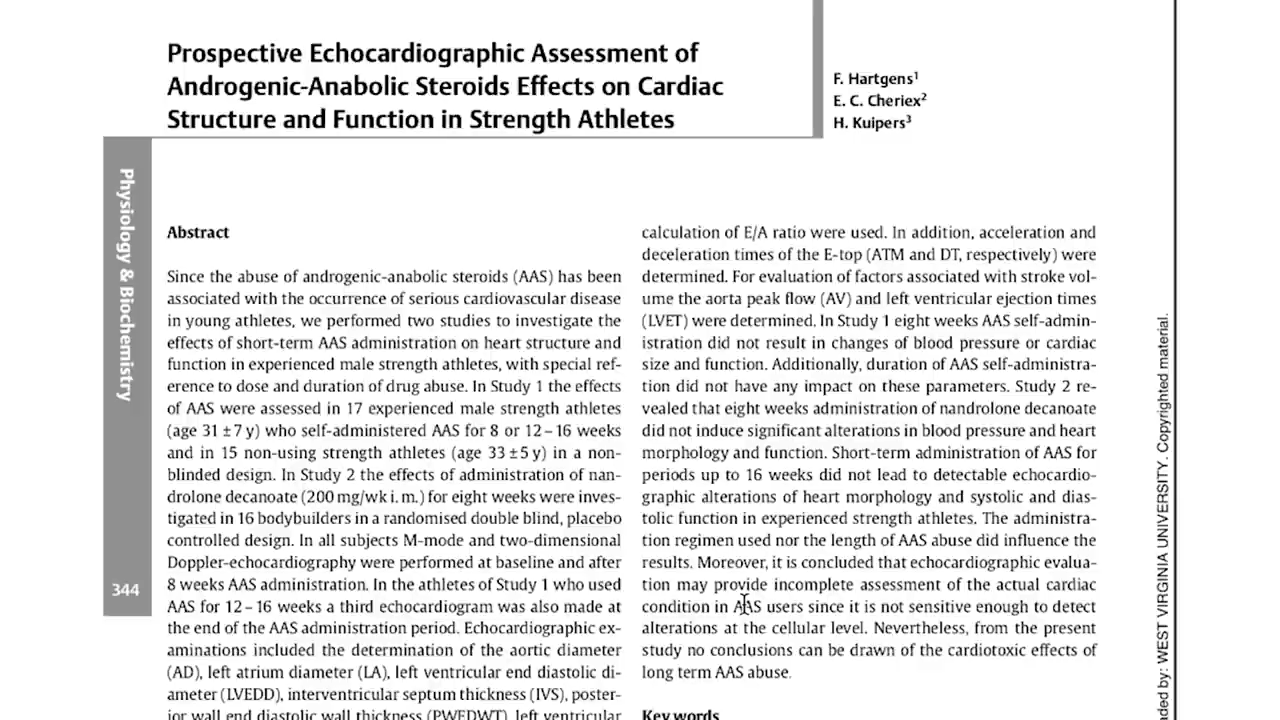 Prospective Echocardiographic Assessment of
Androgenic-Anabolic Steroids Effects on Cardiac
Structure and Function in Strength Athletes
F. Hartgens1
E. C. Cheriex2
H. Kuipers3
Physiology & Biochemistry
344
Abstract
Since the abuse of androgenic-anabolic steroids (AAS) has been
associated with the occurrence of serious cardiovascular disease
in young athletes, we performed two studies to investigate the
effects of short-term AAS administration on heart structure and
function in experienced male strength athletes, with special ref-
erence to dose and duration of drug abuse. In Study 1 the effects
of AAS were assessed in 17 experienced male strength athletes
(age 31 ± 7 y) who self-administered AAS for 8 or 12 – 16 weeks
and in 15 non-using strength athletes (age 33 ± 5 y) in a non-
blinded design. In Study 2 the effects of administration of nan-
drolone decanoate (200 mg/wk i. m.) for eight weeks were inves-
tigated in 16 bodybuilders in a randomised double blind, placebo
controlled design. In all subjects M-mode and two-dimensional
Doppler-echocardiography were performed at baseline and after
8 weeks AAS administration. In the athletes of Study 1 who used
AAS for 12 – 16 weeks a third echocardiogram was also made at
the end of the AAS administration period. Echocardiographic ex-
aminations included the determination of the aortic diameter
(AD), left atrium diameter (LA), left ventricular end diastolic di-
ameter (LVEDD), interventricular septum thickness (IVS), poster-
ior wall end diastolic wall thickness (PWEDWT), left ventricular
calculation of E/A ratio were used. In addition, acceleration and
deceleration times of the E-top (ATM and DT, respectively) were
determined. For evaluation of factors associated with stroke vol-
ume the aorta peak flow (AV) and left ventricular ejection times
(LVET) were determined. In Study 1 eight weeks AAS self-admin-
istration did not result in changes of blood pressure or cardiac
size and function. Additionally, duration of AAS self-administra-
tion did not have any impact on these parameters. Study 2 re-
vealed that eight weeks administration of nandrolone decanoate
did not induce significant alterations in blood pressure and heart
morphology and function. Short-term administration of AAS for
periods up to 16 weeks did not lead to detectable echocardio-
graphic alterations of heart morphology and systolic and dias-
tolic function in experienced strength athletes. The administra-
tion regimen used nor the length of AAS abuse did influence the
results. Moreover, it is concluded that echocardiographic evalua-
tion may provide incomplete assessment of the actual cardiac
condition in AAS users since it is not sensitive enough to detect
alterations at the cellular level. Nevertheless, from the present
study no conclusions can be drawn of the cardiotoxic effects of
long term AAS abuse.
Key words
ded by: WEST VIRGINIA UNIVERSITY. Copyrighted material.